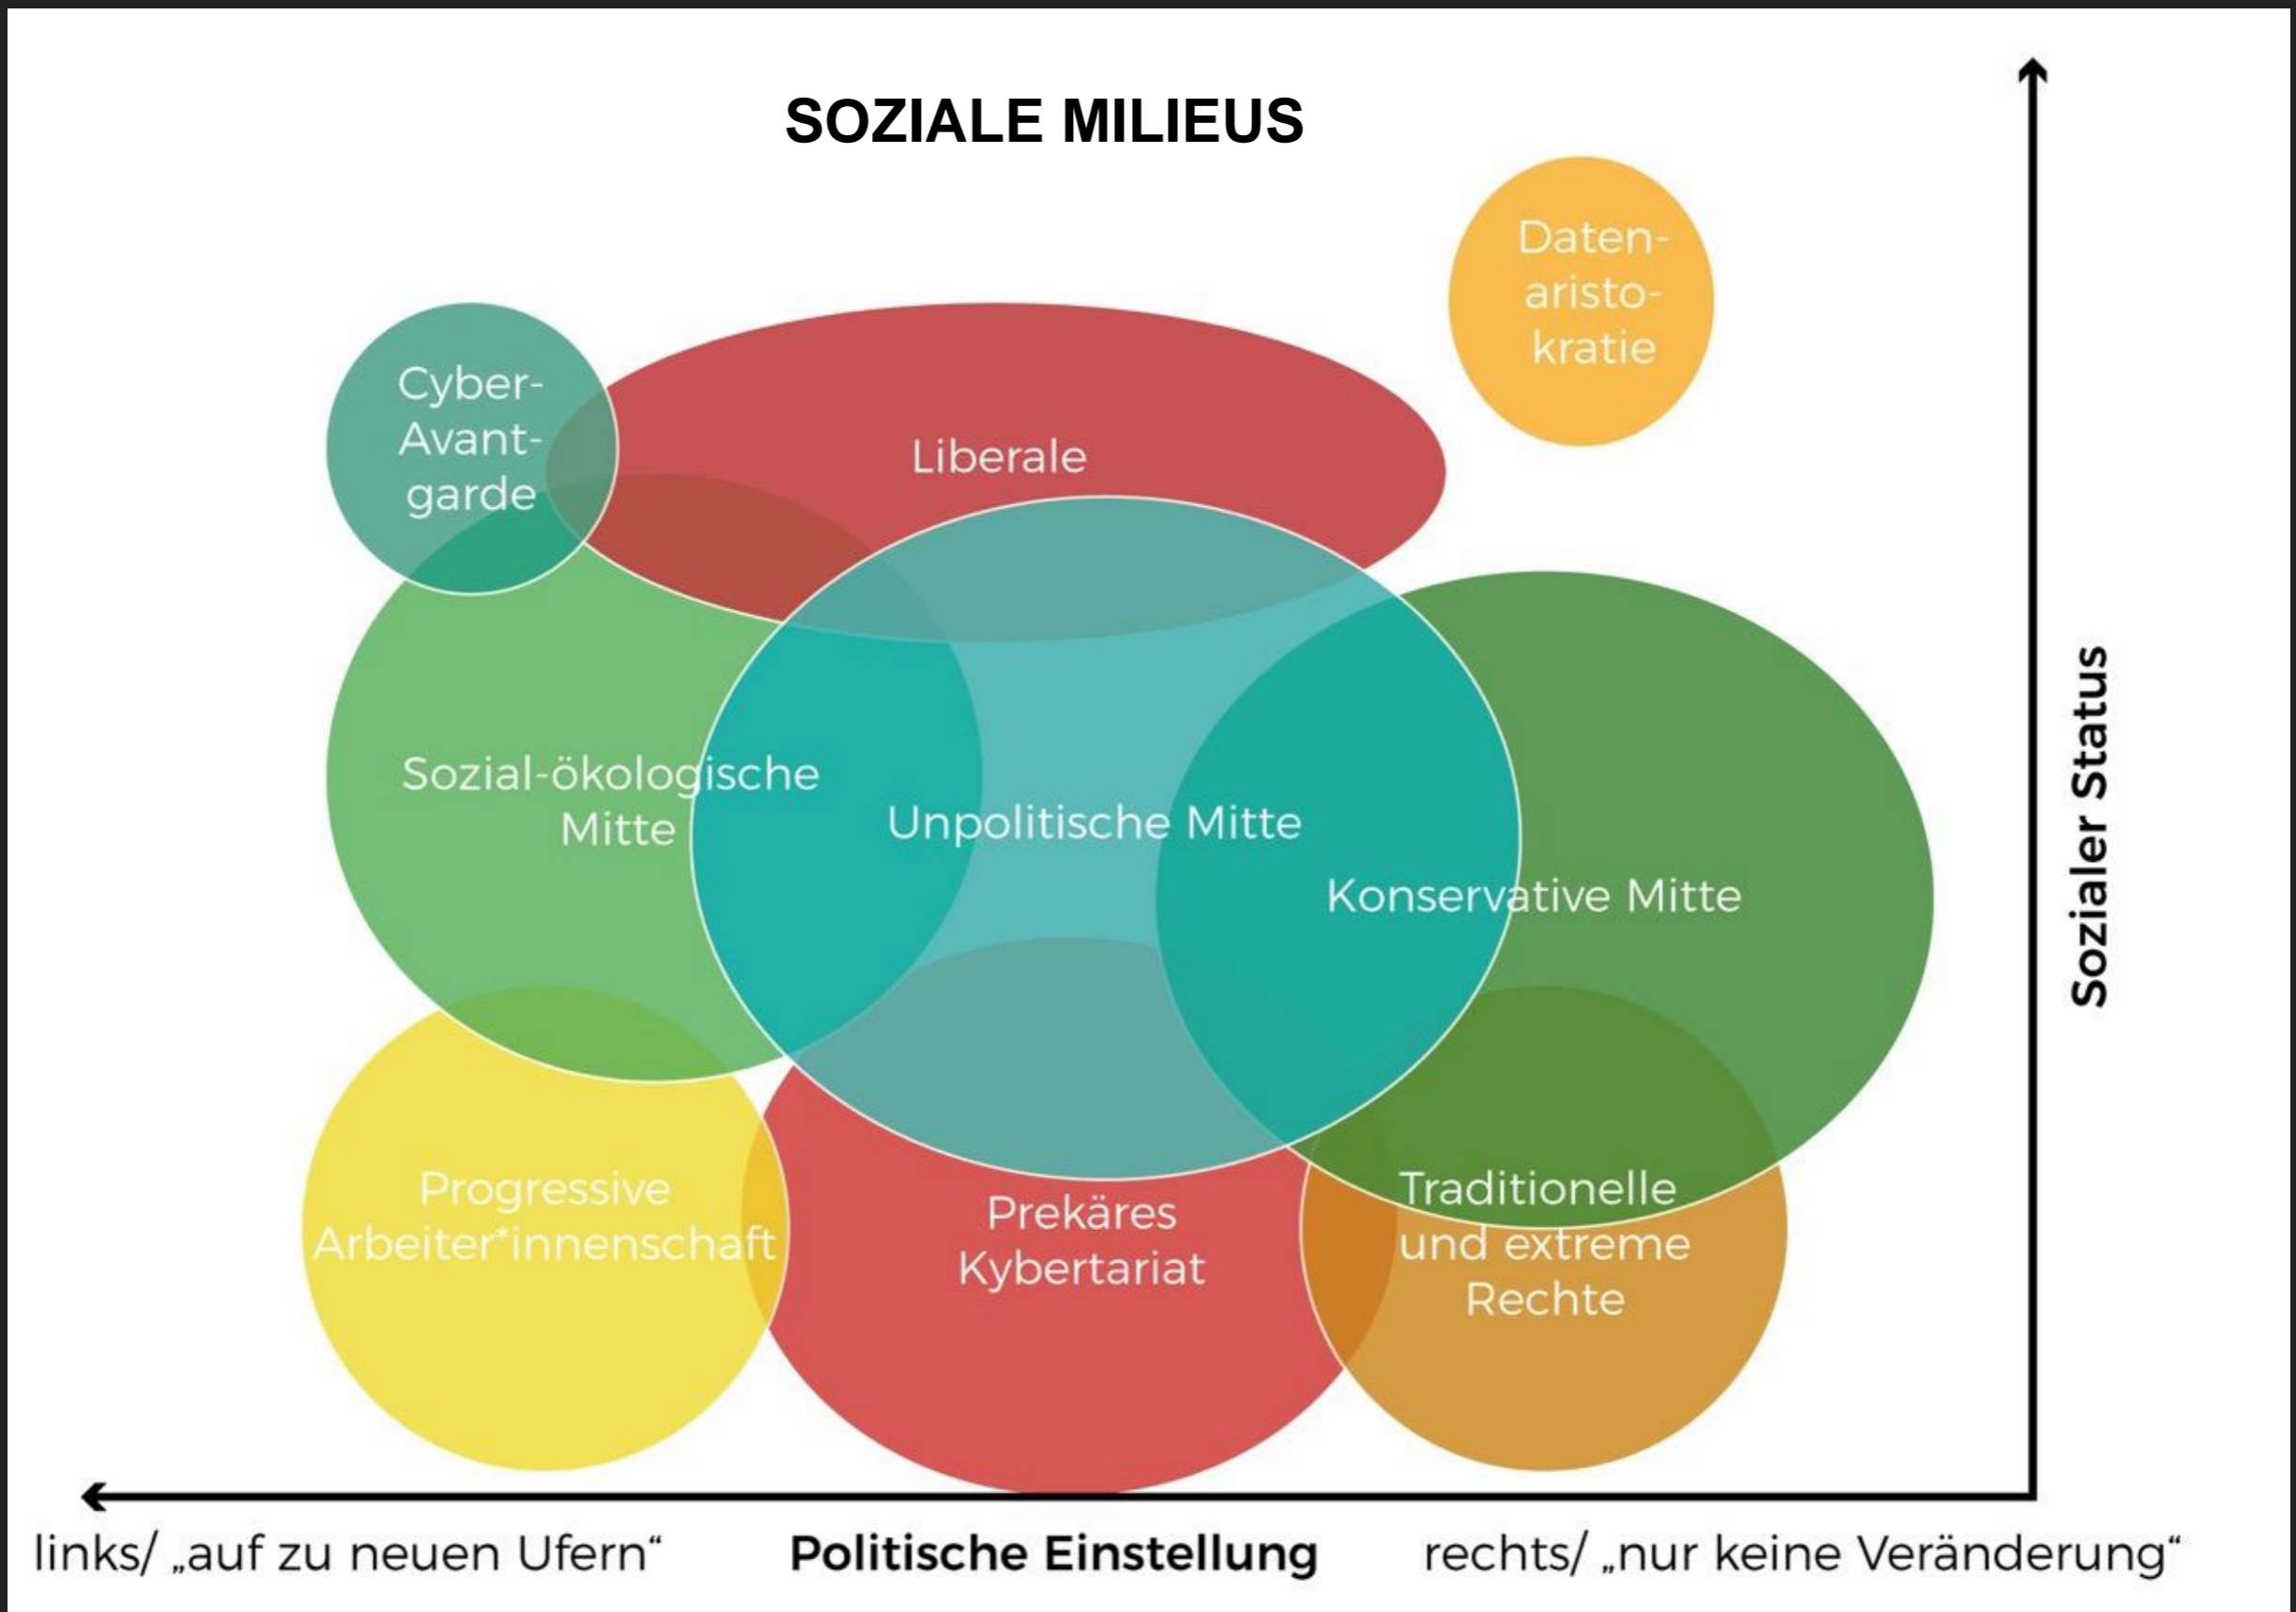 SOZIALE MILIEUS
Daten-
aristo-
kratie
Cyber-
Avant-
garde
Liberale
Sozial-ökologische
Mitte
Unpolitische Mitte
Konservative Mitte
Sozialer Status
Progressive
Arbeiter*innenschaft
Prekäres
Kybertariat
Traditionelle
und extreme
Rechte
links/ „auf zu neuen Ufern“
Politische Einstellung
rechts/ „nur keine Veränderung“